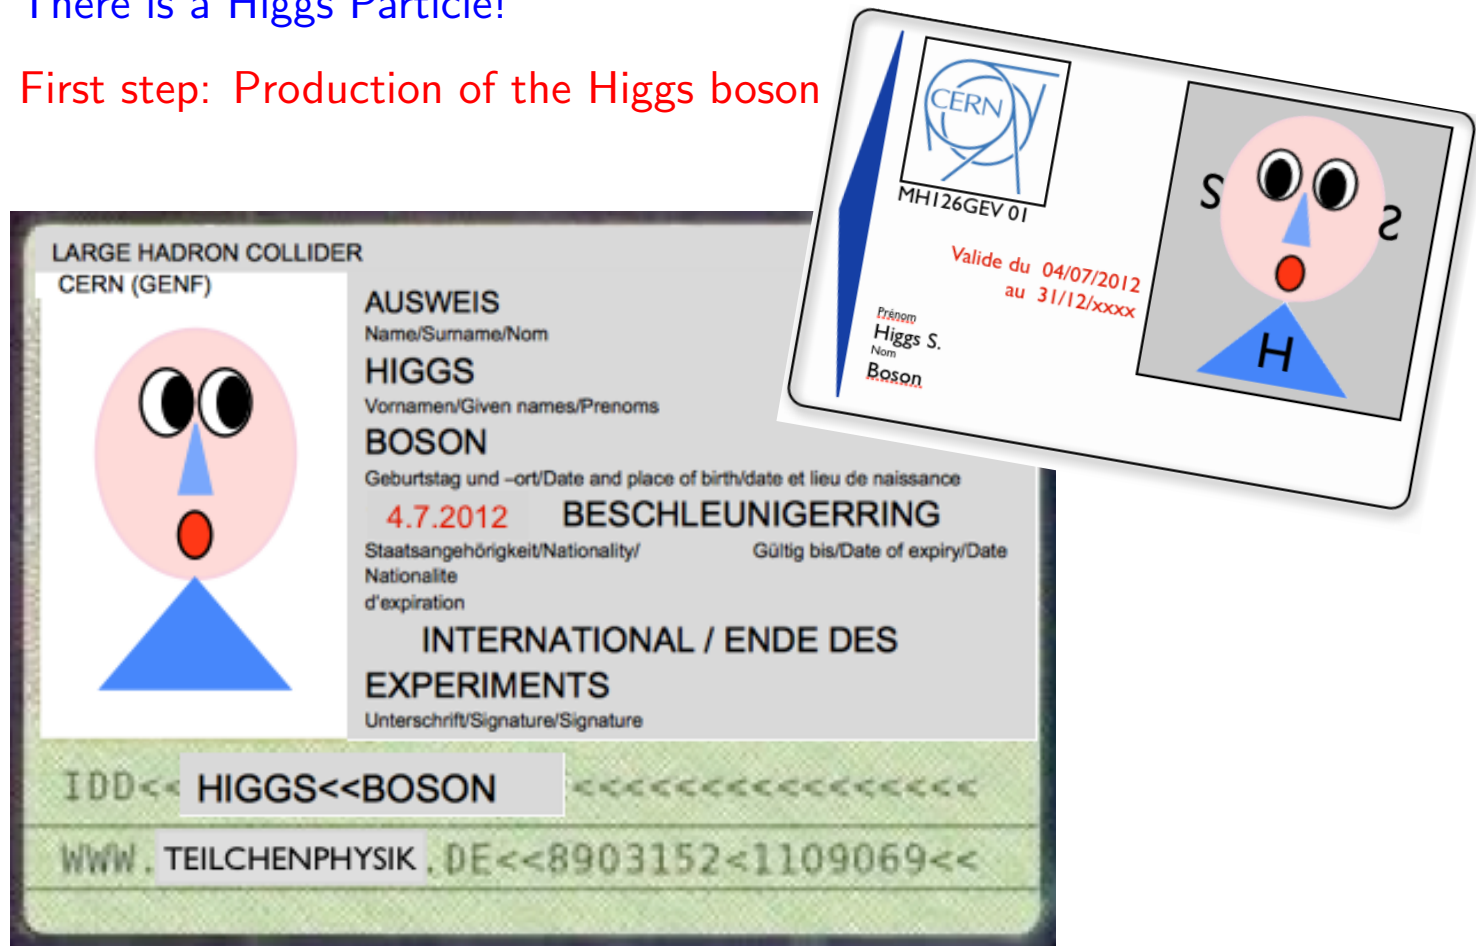 There is a Higgs Particle!
First step: Production of the Higgs boson
CERN
MH126GEV 01
Valide du 04/07/2012
au 31/12/xxxx
Prénom
Higgs S.
Nom
Boson
S S
H
LARGE HADRON COLLIDER
CERN (GENF)
AUSWEIS
Name/Surname/Nom
HIGGS
Vornamen/Given names/Prenoms
BOSON
Geburtstag und –ort/Date and place of birth/date et lieu de naissance
4.7.2012 BESCHLEUNIGERRING
Staatsangehörigkeit/Nationality/ Gültig bis/Date of expiry/Date
Nationalite
d'expiration
INTERNATIONAL / ENDE DES
EXPERIMENTS
Unterschrift/Signature/Signature
IDD<< HIGGS<<BOSON <<<<<<<<<<<<<<<<<
WWW. TEILCHENPHYSIK .DE<<8903152<1109069<<